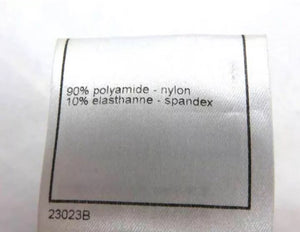 90% polyamide - nylon
10% elasthanne - spandex
23023B